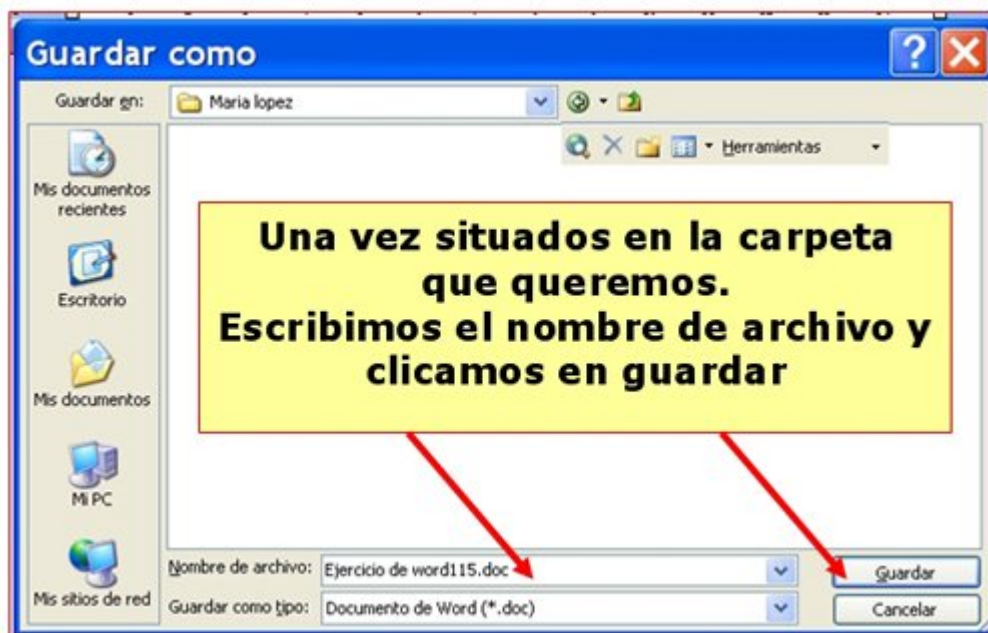 Guardar como
Guardar en:
Maria lopez
Herramientas
Mis documentos
recientes
Escritorio
Mis documentos
Mi PC
Mis sitios de red
Una vez situados en la carpeta
que queremos.
Escribimos el nombre de archivo y
clicamos en guardar
Nombre de archivo:
Ejercicio de word115.doc
Guardar
Guardar como tipo:
Documento de Word (*.doc)
Cancelar